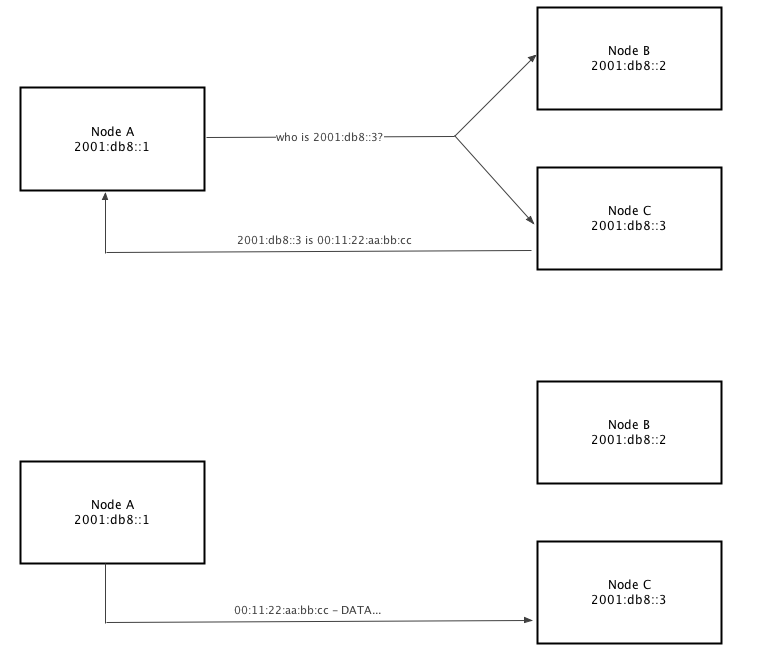 Node B
2001:db8::2
Node A
2001:db8::1
who is 2001:db8::3?
Node C
2001:db8::3
2001:db8::3 is 00:11:22:aa:bb:cc
Node B
2001:db8::2
Node A
2001:db8::1
Node C
2001:db8::3
00:11:22:aa:bb:cc - DATA...